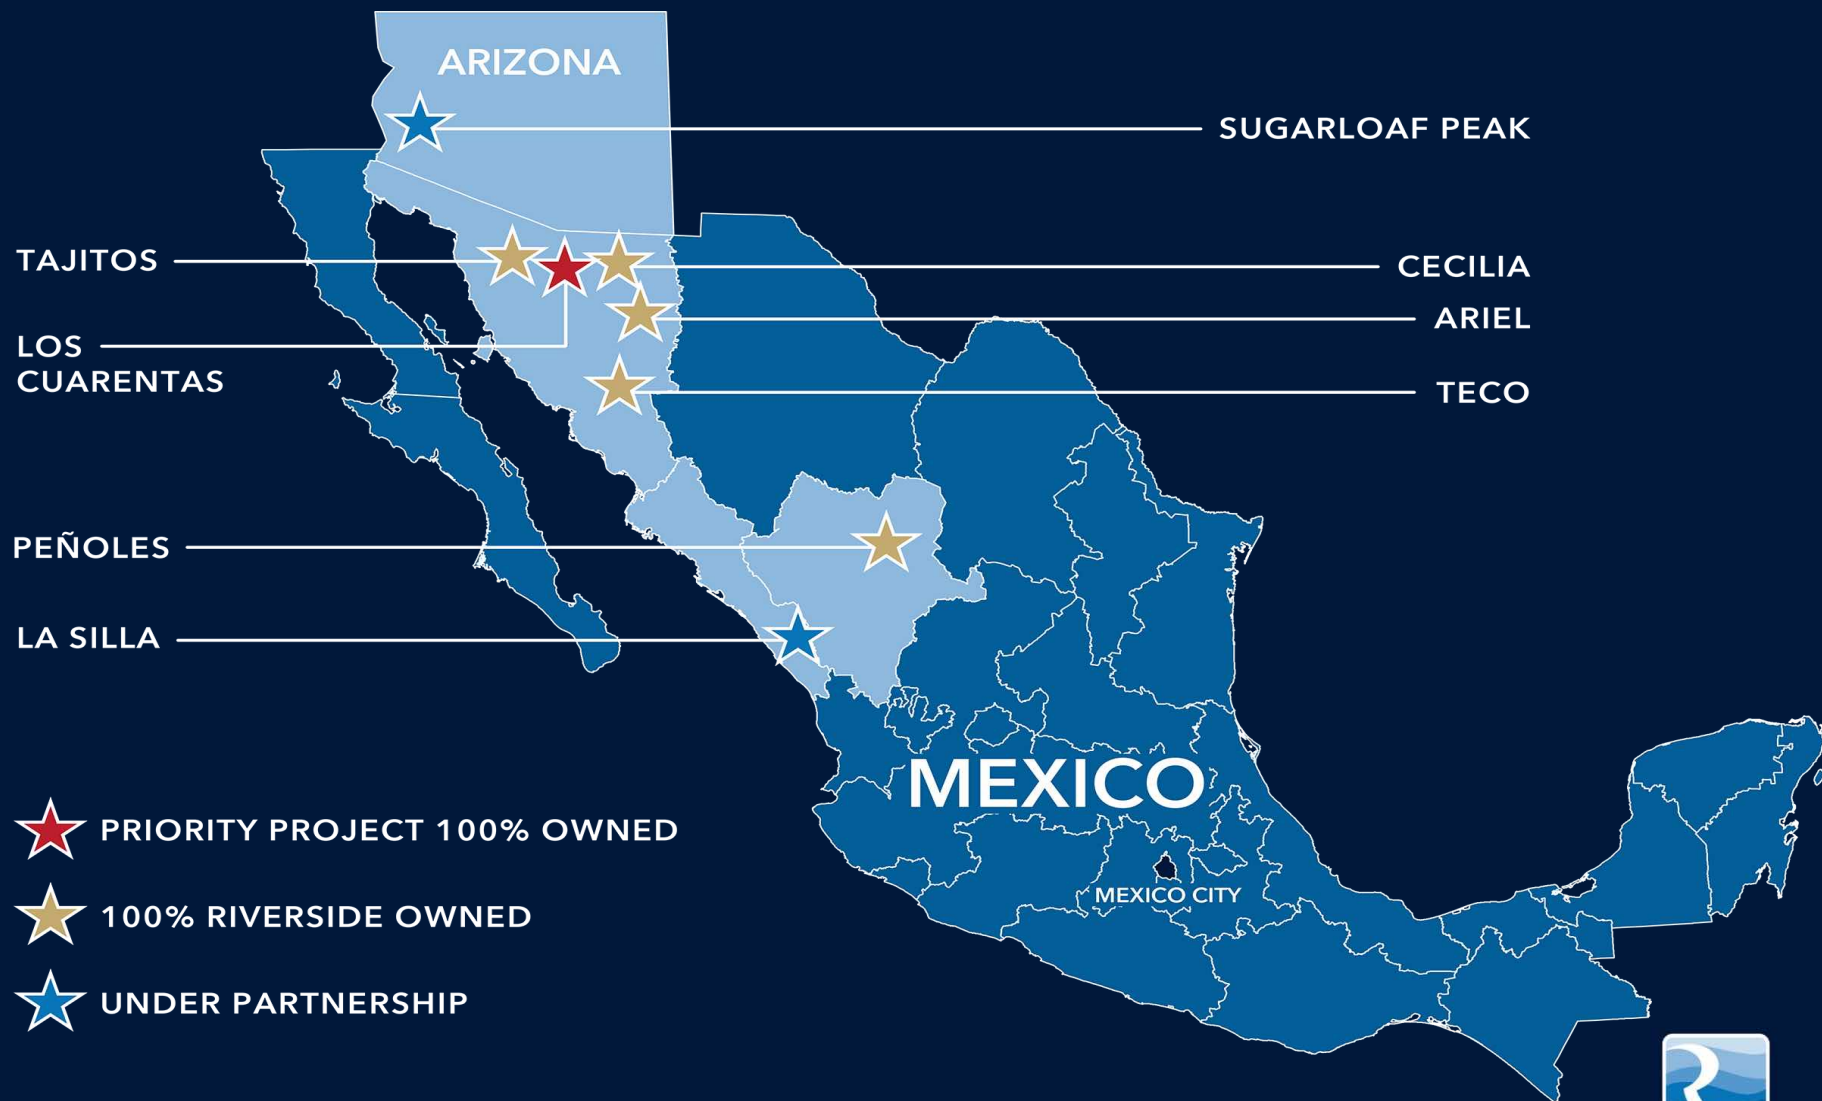 ARIZONA
SUGARLOAF PEAK
TAJITOS
CECILIA
ARIEL
LOS
CUARENTAS
TECO
PEÑOLES
LA SILLA
MEXICO
MEXICO CITY
PRIORITY PROJECT 100% OWNED
100% RIVERSIDE OWNED
UNDER PARTNERSHIP